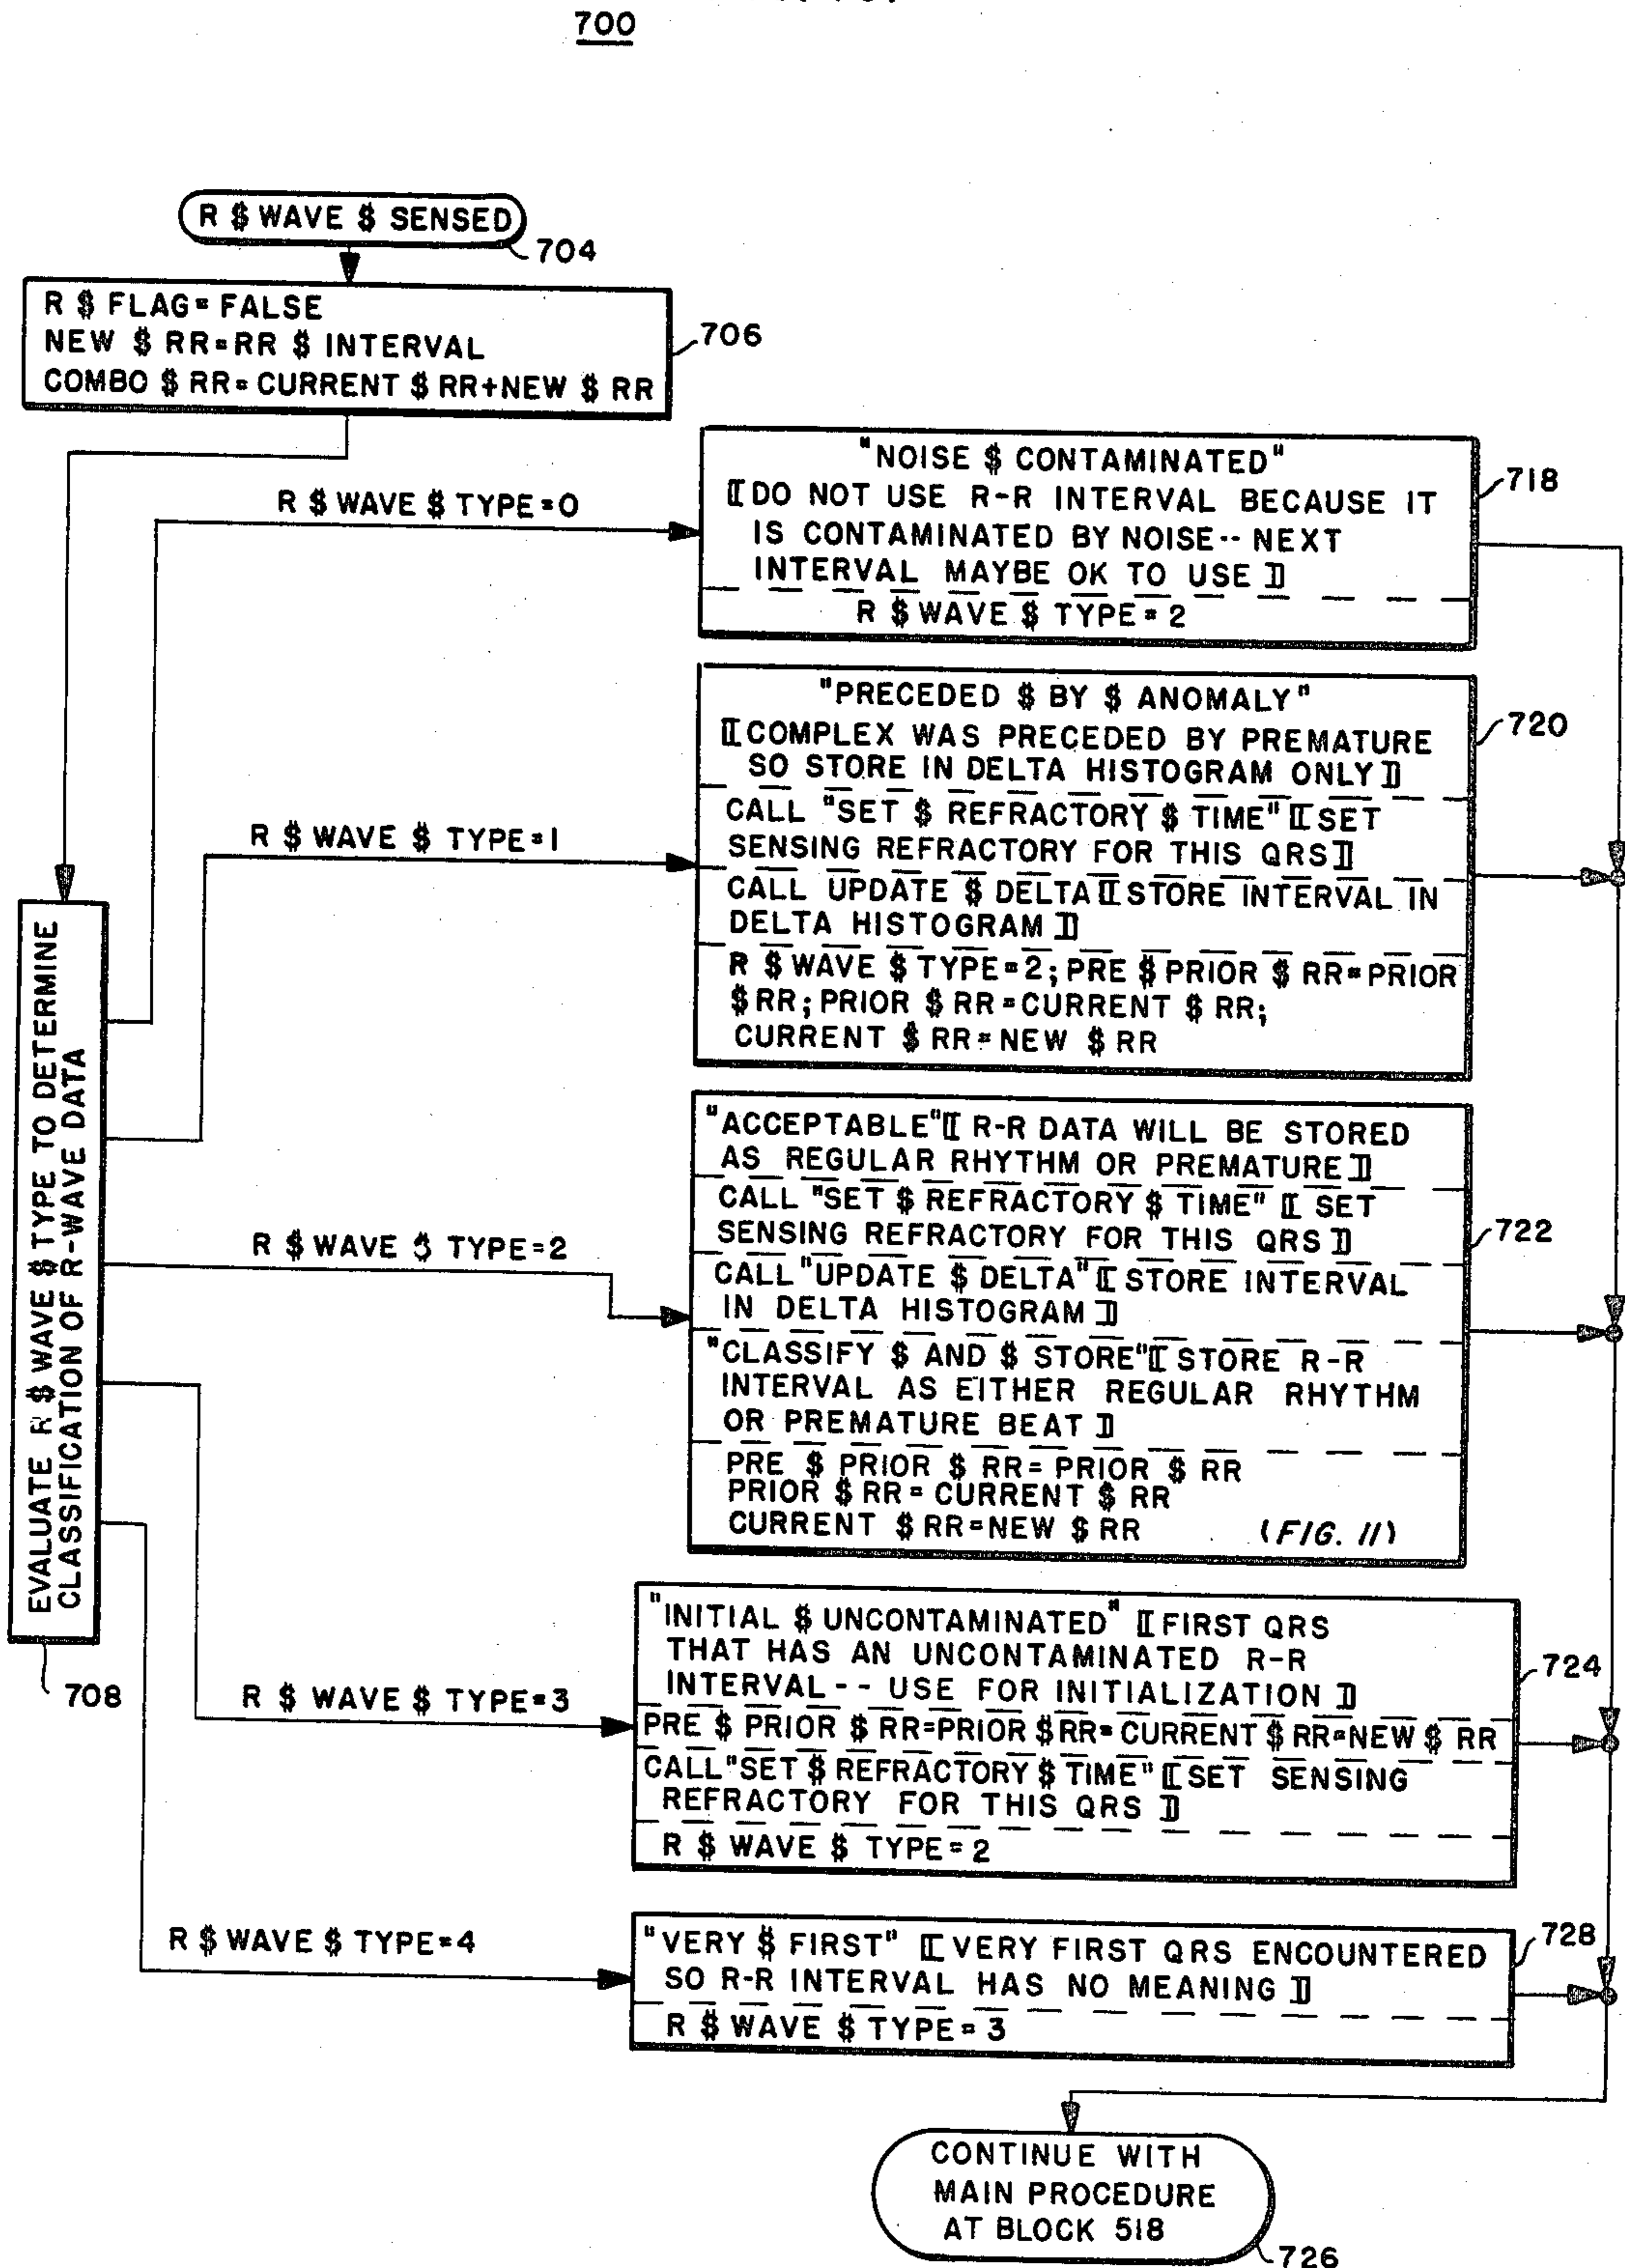 700
R $ WAVE $ SENSED
704
R $ FLAG=FALSE
NEW $ RR=RR $ INTERVAL
COMBO $ RR=CURRENT $ RR+NEW $ RR
706
EVALUATE R $ WAVE $ TYPE TO DETERMINE
CLASSIFICATION OF R-WAVE DATA
708
R $ WAVE $ TYPE=0
"NOISE $ CONTAMINATED"
[[DO NOT USE R-R INTERVAL BECAUSE IT
IS CONTAMINATED BY NOISE-- NEXT
INTERVAL MAYBE OK TO USE ]]
R $ WAVE $ TYPE=2
718
R $ WAVE $ TYPE=1
"PRECEDED $ BY $ ANOMALY"
[[COMPLEX WAS PRECEDED BY PREMATURE
SO STORE IN DELTA HISTOGRAM ONLY ]]
CALL "SET $ REFRACTORY $ TIME" [[SET
SENSING REFRACTORY FOR THIS QRS ]]
CALL UPDATE $ DELTA [[STORE INTERVAL IN
DELTA HISTOGRAM ]]
R $ WAVE $ TYPE=2; PRE $ PRIOR $ RR=PRIOR
$ RR; PRIOR $ RR=CURRENT $ RR;
CURRENT $ RR=NEW $ RR
720
R $ WAVE $ TYPE=2
"ACCEPTABLE" [[ R-R DATA WILL BE STORED
AS REGULAR RHYTHM OR PREMATURE ]]
CALL "SET $ REFRACTORY $ TIME" [[ SET
SENSING REFRACTORY FOR THIS QRS ]]
CALL "UPDATE $ DELTA" [[ STORE INTERVAL
IN DELTA HISTOGRAM ]]
"CLASSIFY $ AND $ STORE" [[ STORE R-R
INTERVAL AS EITHER REGULAR RHYTHM
OR PREMATURE BEAT ]]
PRE $ PRIOR $ RR= PRIOR $ RR
PRIOR $ RR=CURRENT $ RR
CURRENT $ RR=NEW $ RR (FIG. 11)
722
R $ WAVE $ TYPE=3
"INITIAL $ UNCONTAMINATED" [[FIRST QRS
THAT HAS AN UNCONTAMINATED R-R
INTERVAL-- USE FOR INITIALIZATION ]]
PRE $ PRIOR $ RR=PRIOR $ RR=CURRENT $ RR=NEW $ RR
CALL "SET $ REFRACTORY $ TIME" [[ SET SENSING
REFRACTORY FOR THIS QRS ]]
R $ WAVE $ TYPE=2
724
R $ WAVE $ TYPE=4
"VERY $ FIRST" [[ VERY FIRST QRS ENCOUNTERED
SO R-R INTERVAL HAS NO MEANING ]]
R $ WAVE $ TYPE=3
728
CONTINUE WITH
MAIN PROCEDURE
AT BLOCK 518
726